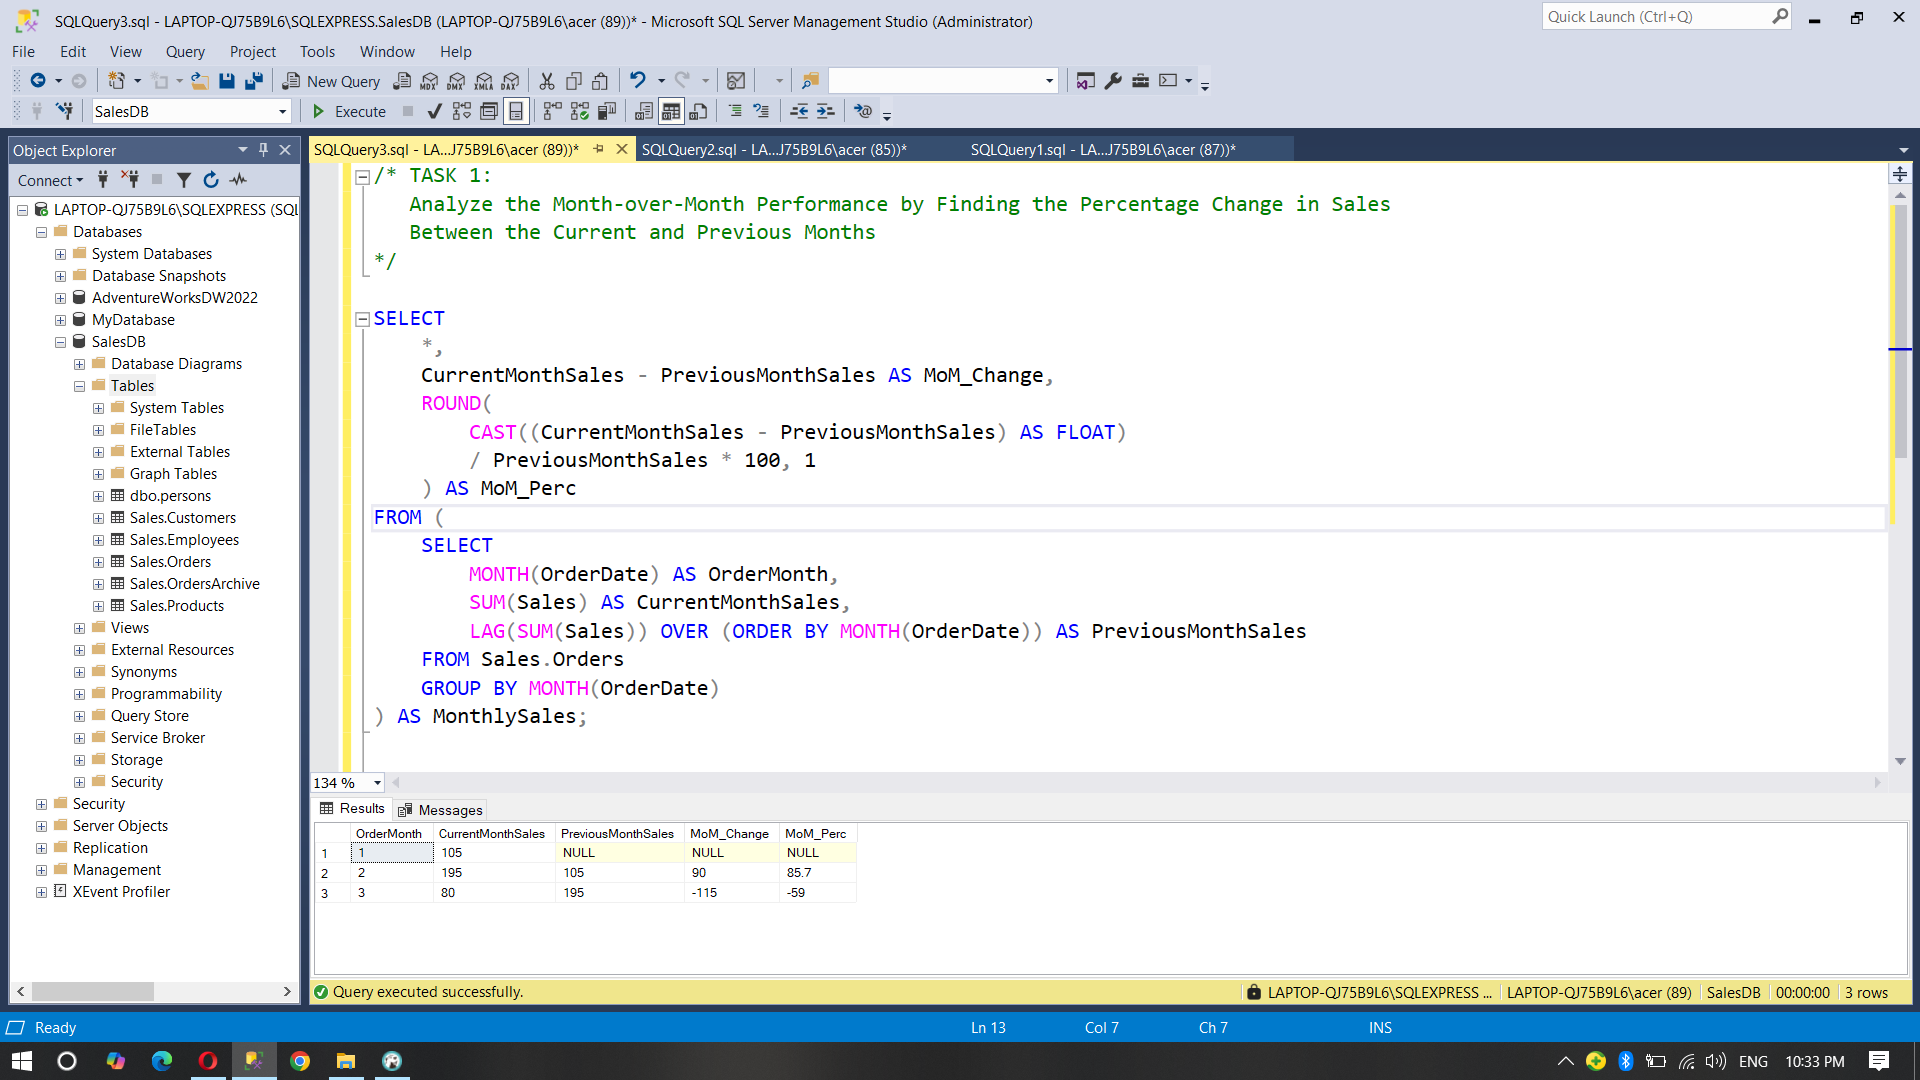 SQLQuery3.sql - LAPTOP-QJ75B9L6\SQLEXPRESS.SalesDB (LAPTOP-QJ75B9L6\acer (89))* - Microsoft SQL Server Management Studio (Administrator)
Quick Launch (Ctrl+Q)
File Edit View Query Project Tools Window Help
New Query MDX DMX XMLA DAX
SalesDB Execute
Object Explorer
SQLQuery3.sql - LA...J75B9L6\acer (89))* SQLQuery2.sql - LA...J75B9L6\acer (85))* SQLQuery1.sql - LA...J75B9L6\acer (87))*
Connect
LAPTOP-QJ75B9L6\SQLEXPRESS (SQL
Databases
System Databases
Database Snapshots
AdventureWorksDW2022
MyDatabase
SalesDB
Database Diagrams
Tables
System Tables
FileTables
External Tables
Graph Tables
dbo.persons
Sales.Customers
Sales.Employees
Sales.Orders
Sales.OrdersArchive
Sales.Products
Views
External Resources
Synonyms
Programmability
Query Store
Service Broker
Storage
Security
Security
Server Objects
Replication
Management
XEvent Profiler
/* TASK 1:
Analyze the Month-over-Month Performance by Finding the Percentage Change in Sales
Between the Current and Previous Months
*/
SELECT
*,
CurrentMonthSales - PreviousMonthSales AS MoM_Change,
ROUND(
CAST((CurrentMonthSales - PreviousMonthSales) AS FLOAT)
/ PreviousMonthSales * 100, 1
) AS MoM_Perc
FROM (
SELECT
MONTH(OrderDate) AS OrderMonth,
SUM(Sales) AS CurrentMonthSales,
LAG(SUM(Sales)) OVER (ORDER BY MONTH(OrderDate)) AS PreviousMonthSales
FROM Sales.Orders
GROUP BY MONTH(OrderDate)
) AS MonthlySales;
134 %
Results Messages
OrderMonth CurrentMonthSales PreviousMonthSales MoM_Change MoM_Perc
1 1 105 NULL NULL NULL
2 2 195 105 90 85.7
3 3 80 195 -115 -59
Query executed successfully. LAPTOP-QJ75B9L6\SQLEXPRESS ... LAPTOP-QJ75B9L6\acer (89) SalesDB 00:00:00 3 rows
Ready Ln 13 Col 7 Ch 7 INS
ENG 10:33 PM